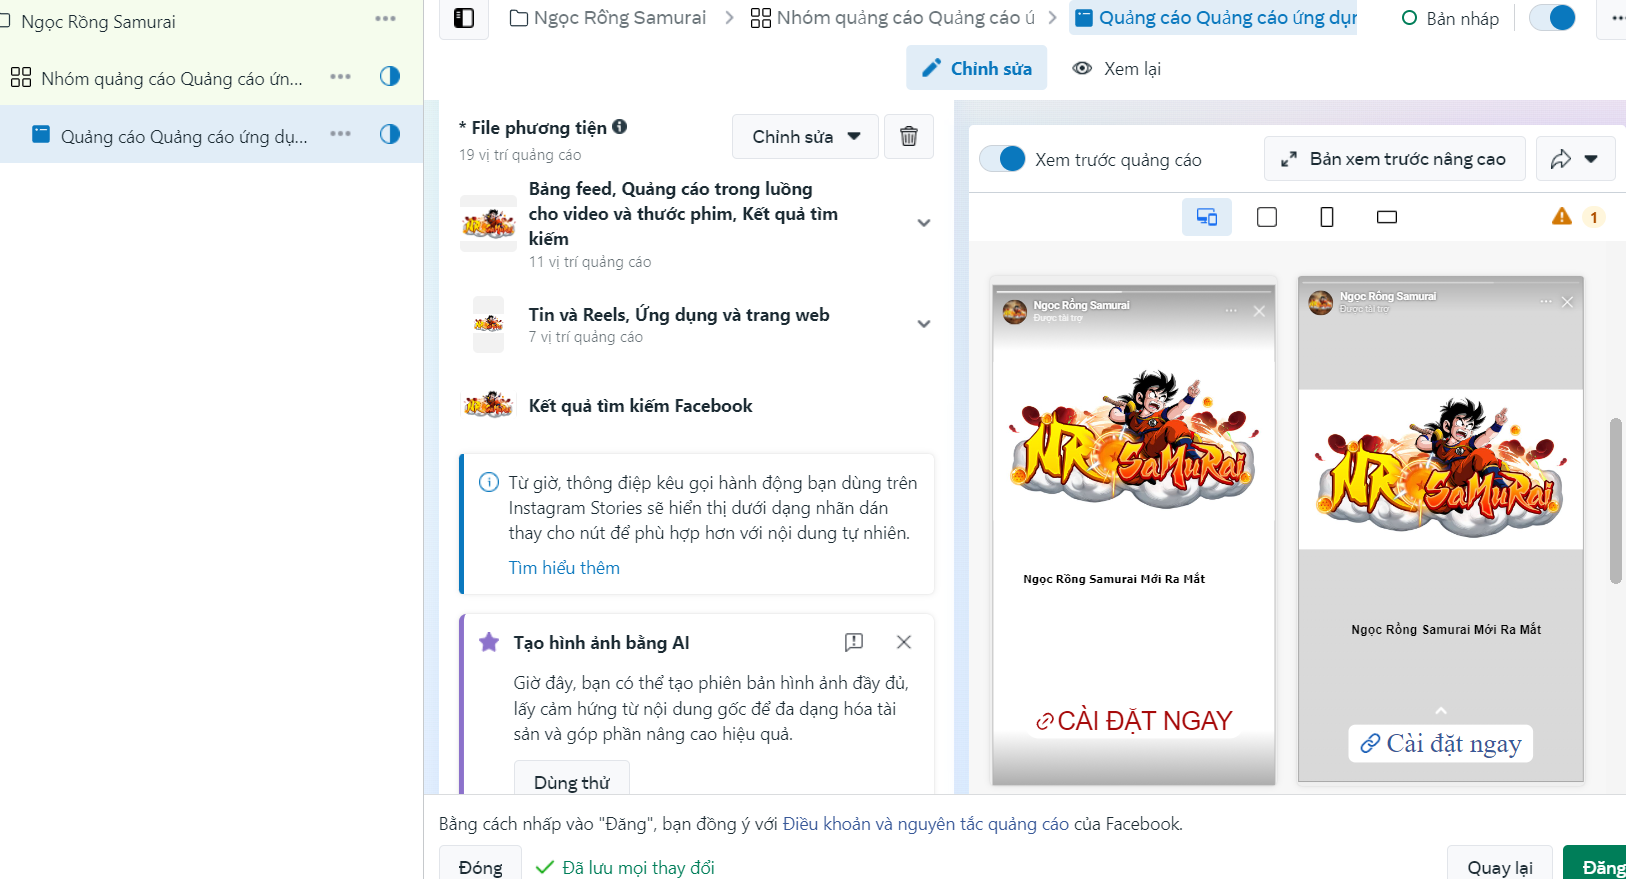 Ngọc Rồng Samurai
Nhóm quảng cáo Quảng cáo ứn...
Quảng cáo Quảng cáo ứng dụ...
Ngọc Rồng Samurai
Nhóm quảng cáo Quảng cáo ứ
Quảng cáo Quảng cáo ứng dụn
Bản nháp
Chỉnh sửa
Xem lại
* File phương tiện
19 vị trí quảng cáo
Chỉnh sửa
Bảng feed, Quảng cáo trong luồng
cho video và thước phim, Kết quả tìm
kiếm
11 vị trí quảng cáo
Tin và Reels, Ứng dụng và trang web
7 vị trí quảng cáo
Kết quả tìm kiếm Facebook
Từ giờ, thông điệp kêu gọi hành động bạn dùng trên
Instagram Stories sẽ hiển thị dưới dạng nhãn dán
thay cho nút để phù hợp hơn với nội dung tự nhiên.
Tìm hiểu thêm
Tạo hình ảnh bằng AI
Giờ đây, bạn có thể tạo phiên bản hình ảnh đầy đủ,
lấy cảm hứng từ nội dung gốc để đa dạng hóa tài
sản và góp phần nâng cao hiệu quả.
Dùng thử
Xem trước quảng cáo
Bản xem trước nâng cao
1
Ngọc Rồng Samurai
Được tài trợ
NR SaMuRai
Ngọc Rồng Samurai Mới Ra Mắt
CÀI ĐẶT NGAY
Ngọc Rồng Samurai
Được tài trợ
NR SaMuRai
Ngọc Rồng Samurai Mới Ra Mắt
Cài đặt ngay
Bằng cách nhấp vào "Đăng", bạn đồng ý với Điều khoản và nguyên tắc quảng cáo của Facebook.
Đóng
Đã lưu mọi thay đổi
Quay lại
Đăng